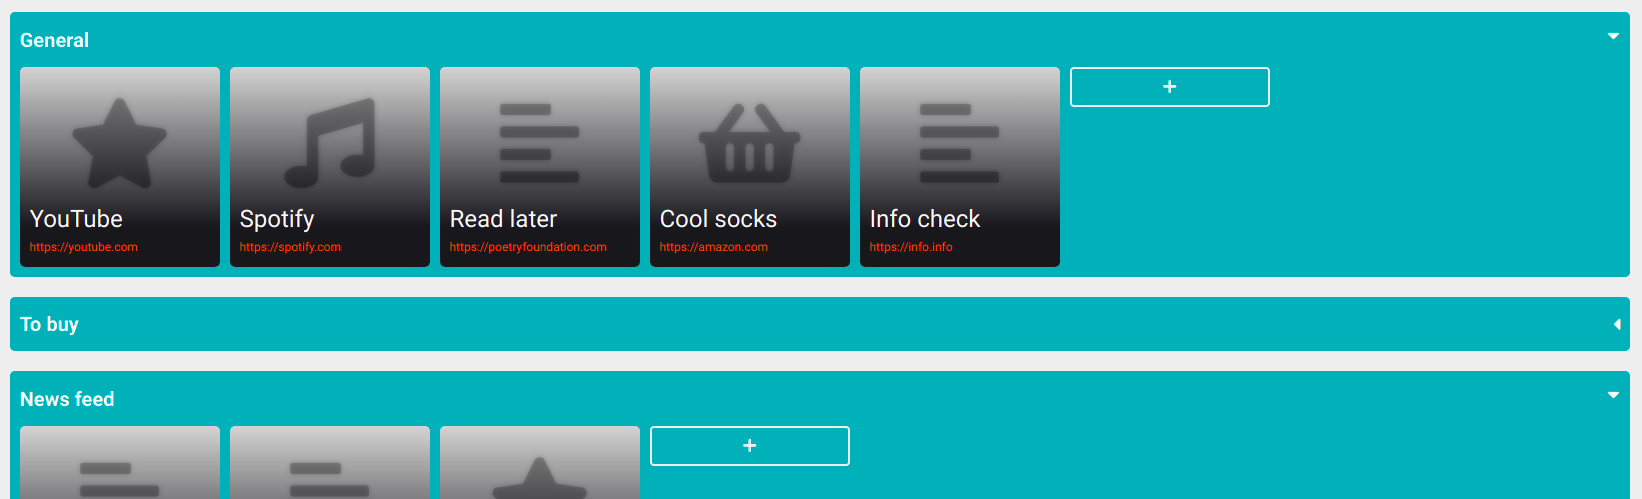 General
YouTube
https://youtube.com
Spotify
https://spotify.com
Read later
https://poetryfoundation.com
Cool socks
https://amazon.com
Info check
https://info.info
+
To buy
News feed
+